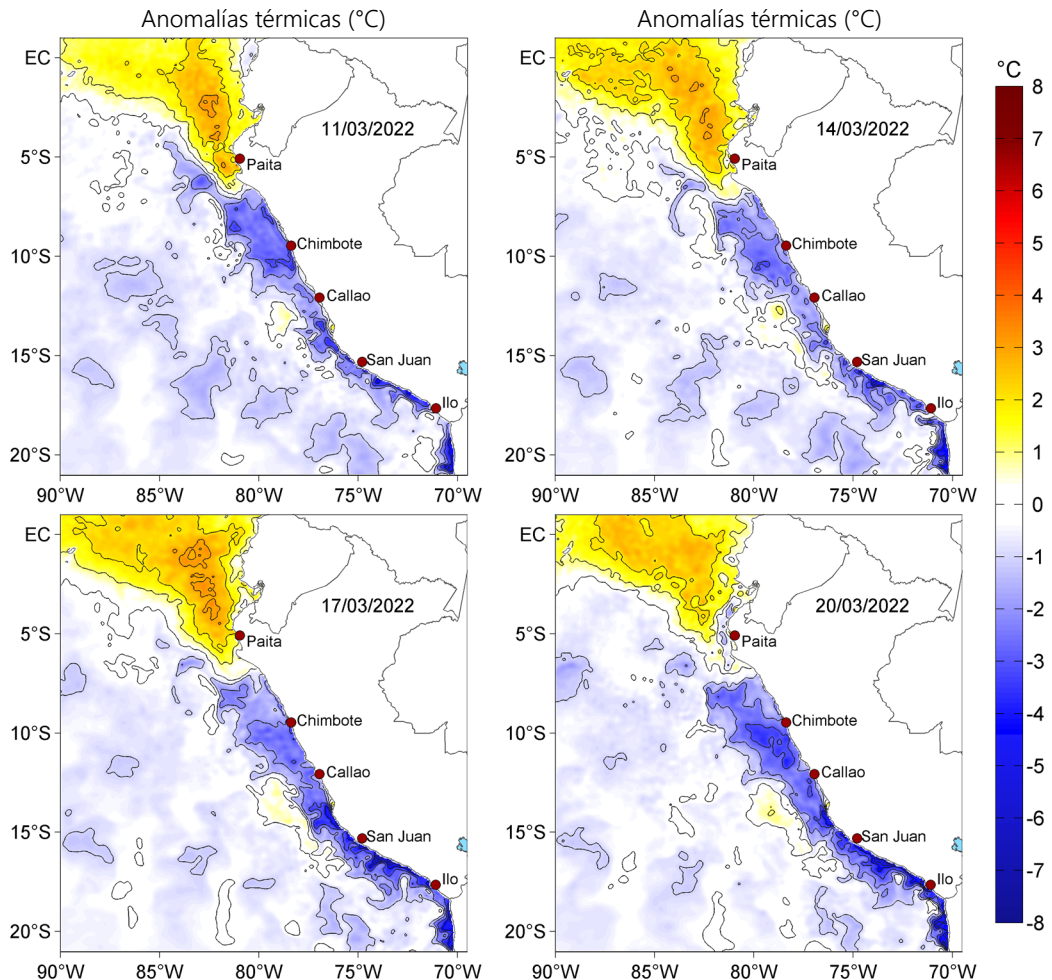 Anomalías térmicas (°C)
Anomalías térmicas (°C)
EC
5°S
10°S
15°S
20°S
11/03/2022
Paita
Chimbote
Callao
San Juan
Ilo
90°W
85°W
80°W
75°W
70°W
EC
5°S
10°S
15°S
20°S
14/03/2022
Paita
Chimbote
Callao
San Juan
Ilo
90°W
85°W
80°W
75°W
70°W
EC
5°S
10°S
15°S
20°S
17/03/2022
Paita
Chimbote
Callao
San Juan
Ilo
90°W
85°W
80°W
75°W
70°W
EC
5°S
10°S
15°S
20°S
20/03/2022
Paita
Chimbote
Callao
San Juan
Ilo
90°W
85°W
80°W
75°W
70°W
°C
8
7
6
5
4
3
2
1
0
-1
-2
-3
-4
-5
-6
-7
-8